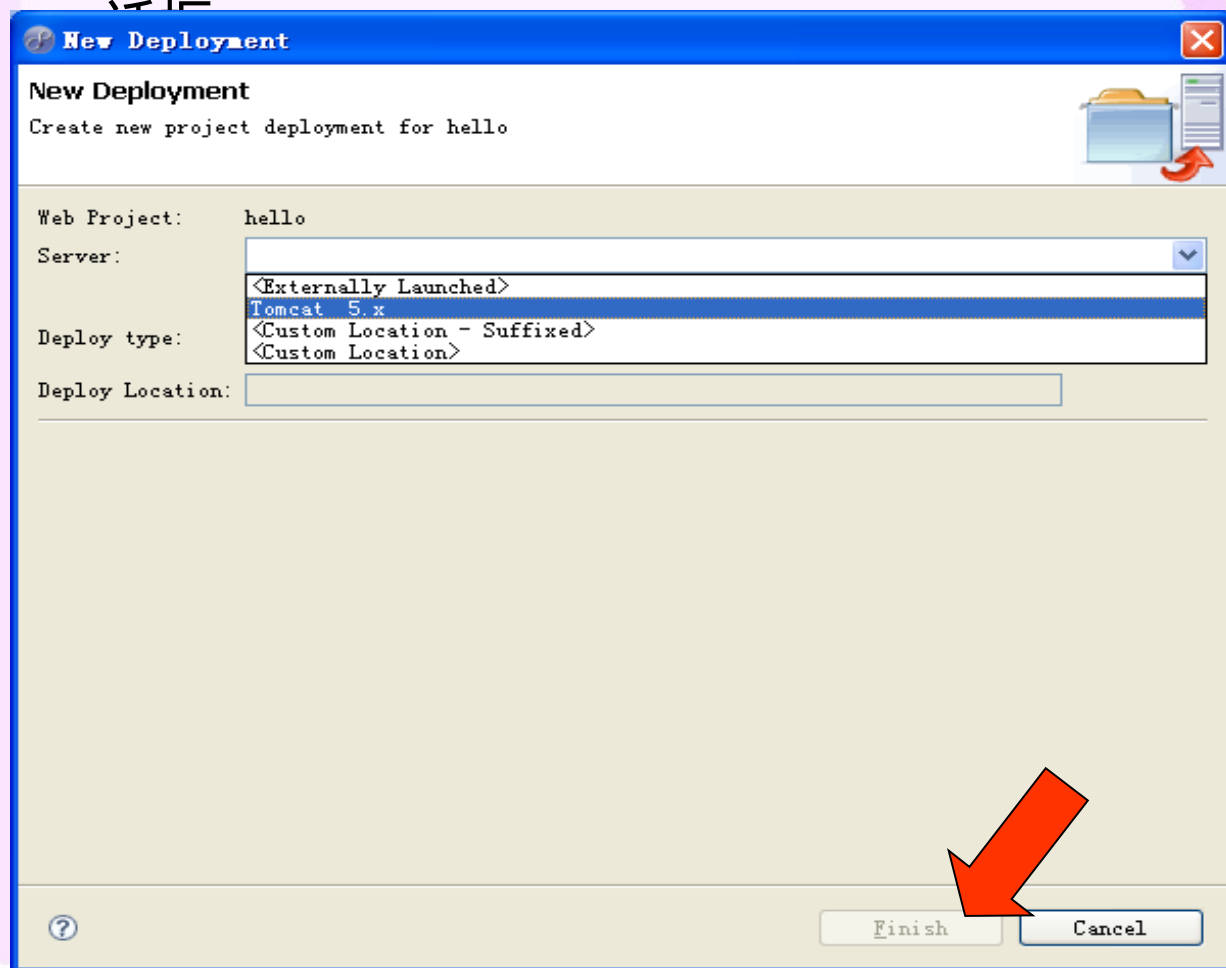 New Deployment
New Deployment
Create new project deployment for hello
Web Project: hello
Server:
<Externally Launched>
Tomcat 5.x
Deploy type:
<Custom Location - Suffixed>
<Custom Location>
Deploy Location:
Finish
Cancel